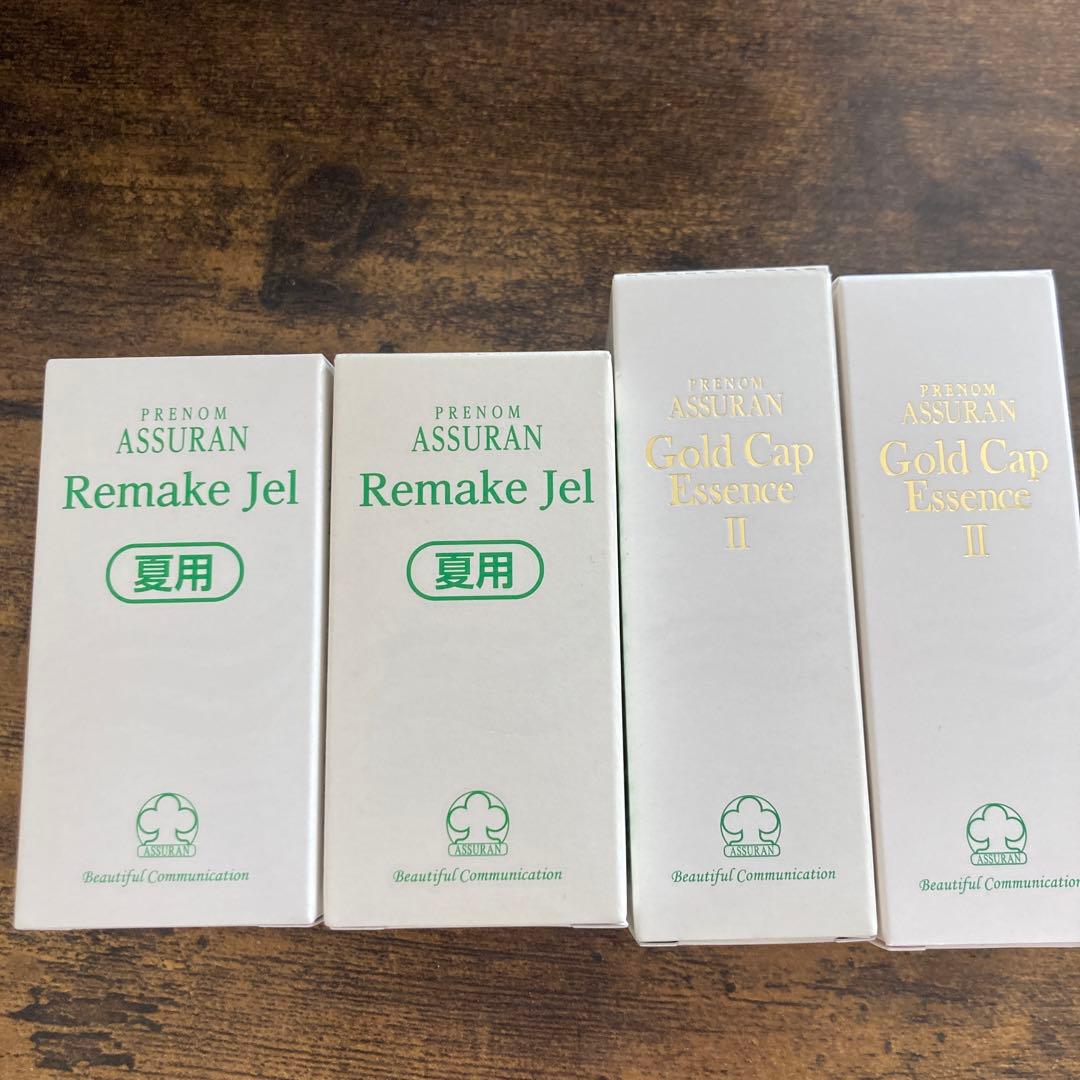 PRENOM
ASSURAN
Remake Jel
夏用
ASSURAN
Beautiful Communication
PRENOM
ASSURAN
Remake Jel
夏用
ASSURAN
Beautiful Communication
PRENOM
ASSURAN
Gold Cap
Essence
II
ASSURAN
Beautiful Communication
PRENOM
ASSURAN
Gold Cap
Essence
II
ASSURAN
Beautiful Communication